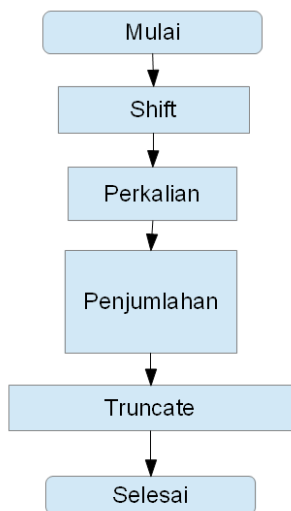 Mulai
Shift
Perkalian
Penjumlahan
Truncate
Selesai